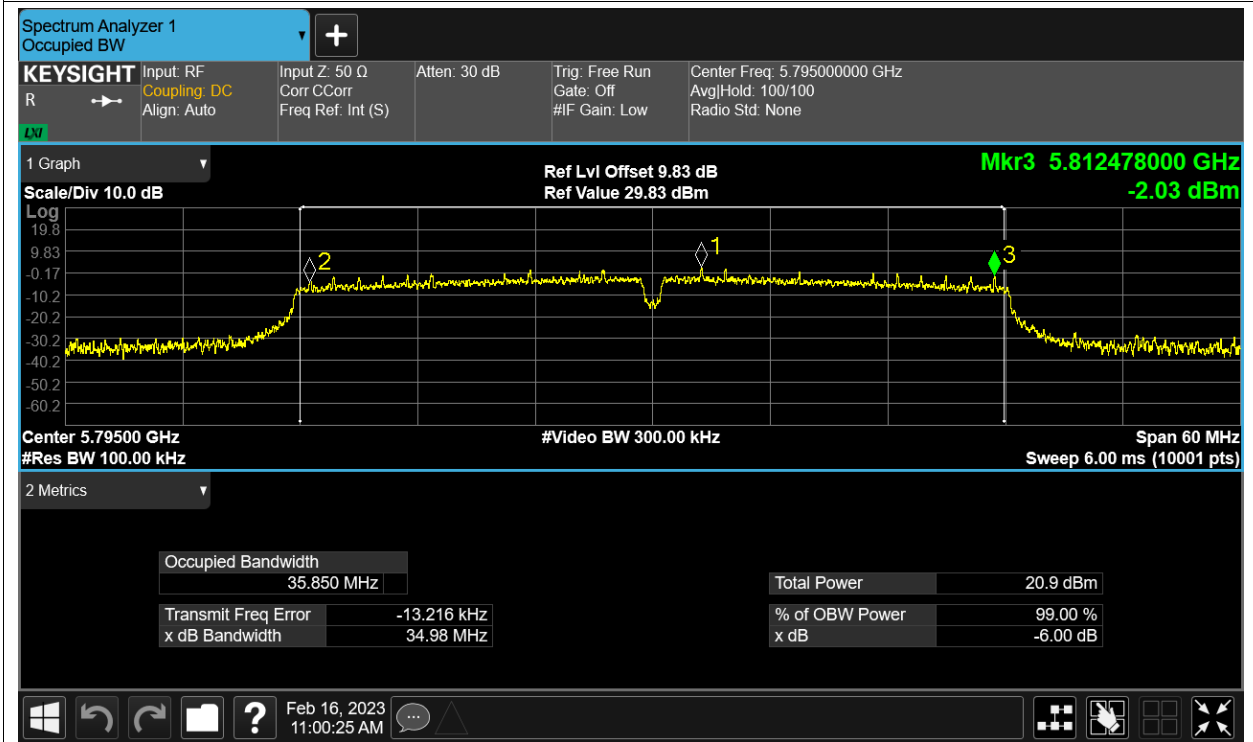 Spectrum Analyzer 1
Occupied BW
+
KEYSIGHT Input: RF Input Z: 50 Ω Atten: 30 dB Trig: Free Run Center Freq: 5.795000000 GHz
R Coupling: DC Corr CCorr Gate: Off Avg|Hold: 100/100
Align: Auto Freq Ref: Int (S) #IF Gain: Low Radio Std: None
LXI
1 Graph Ref Lvl Offset 9.83 dB Mkr3 5.812478000 GHz
Scale/Div 10.0 dB Ref Value 29.83 dBm -2.03 dBm
Log
19.8
9.83
-0.17
-10.2
-20.2
-30.2
-40.2
-50.2
-60.2
2
1
3
Center 5.79500 GHz #Video BW 300.00 kHz Span 60 MHz
#Res BW 100.00 kHz Sweep 6.00 ms (10001 pts)
2 Metrics
Occupied Bandwidth
35.850 MHz Total Power 20.9 dBm
Transmit Freq Error -13.216 kHz % of OBW Power 99.00 %
x dB Bandwidth 34.98 MHz x dB -6.00 dB
? Feb 16, 2023
11:00:25 AM